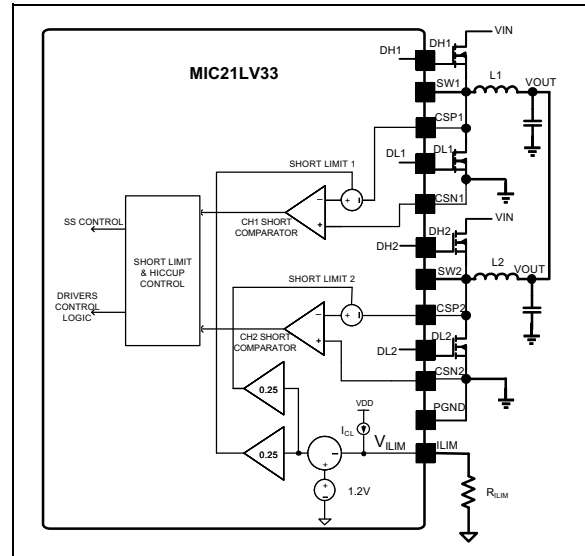 VIN
DH1
DH1
MIC21LV33
L1
VOUT
SW1
CSP1
SHORT LIMIT 1
DL1
DL1
−
+
−
+
CSN1
CH1 SHORT
COMPARATOR
VIN
SS CONTROL
SHORT LIMIT
& HICCUP
CONTROL
DH2
DH2
SW2
L2
VOUT
SHORT LIMIT 2
CSP2
−
+
−
+
DRIVERS
CONTROL
LOGIC
CH2 SHORT
COMPARATOR
DL2
DL2
CSN2
0.25
VDD
PGND
ICL
VILIM
ILIM
0.25
−
+
+
−
1.2V
RILIM